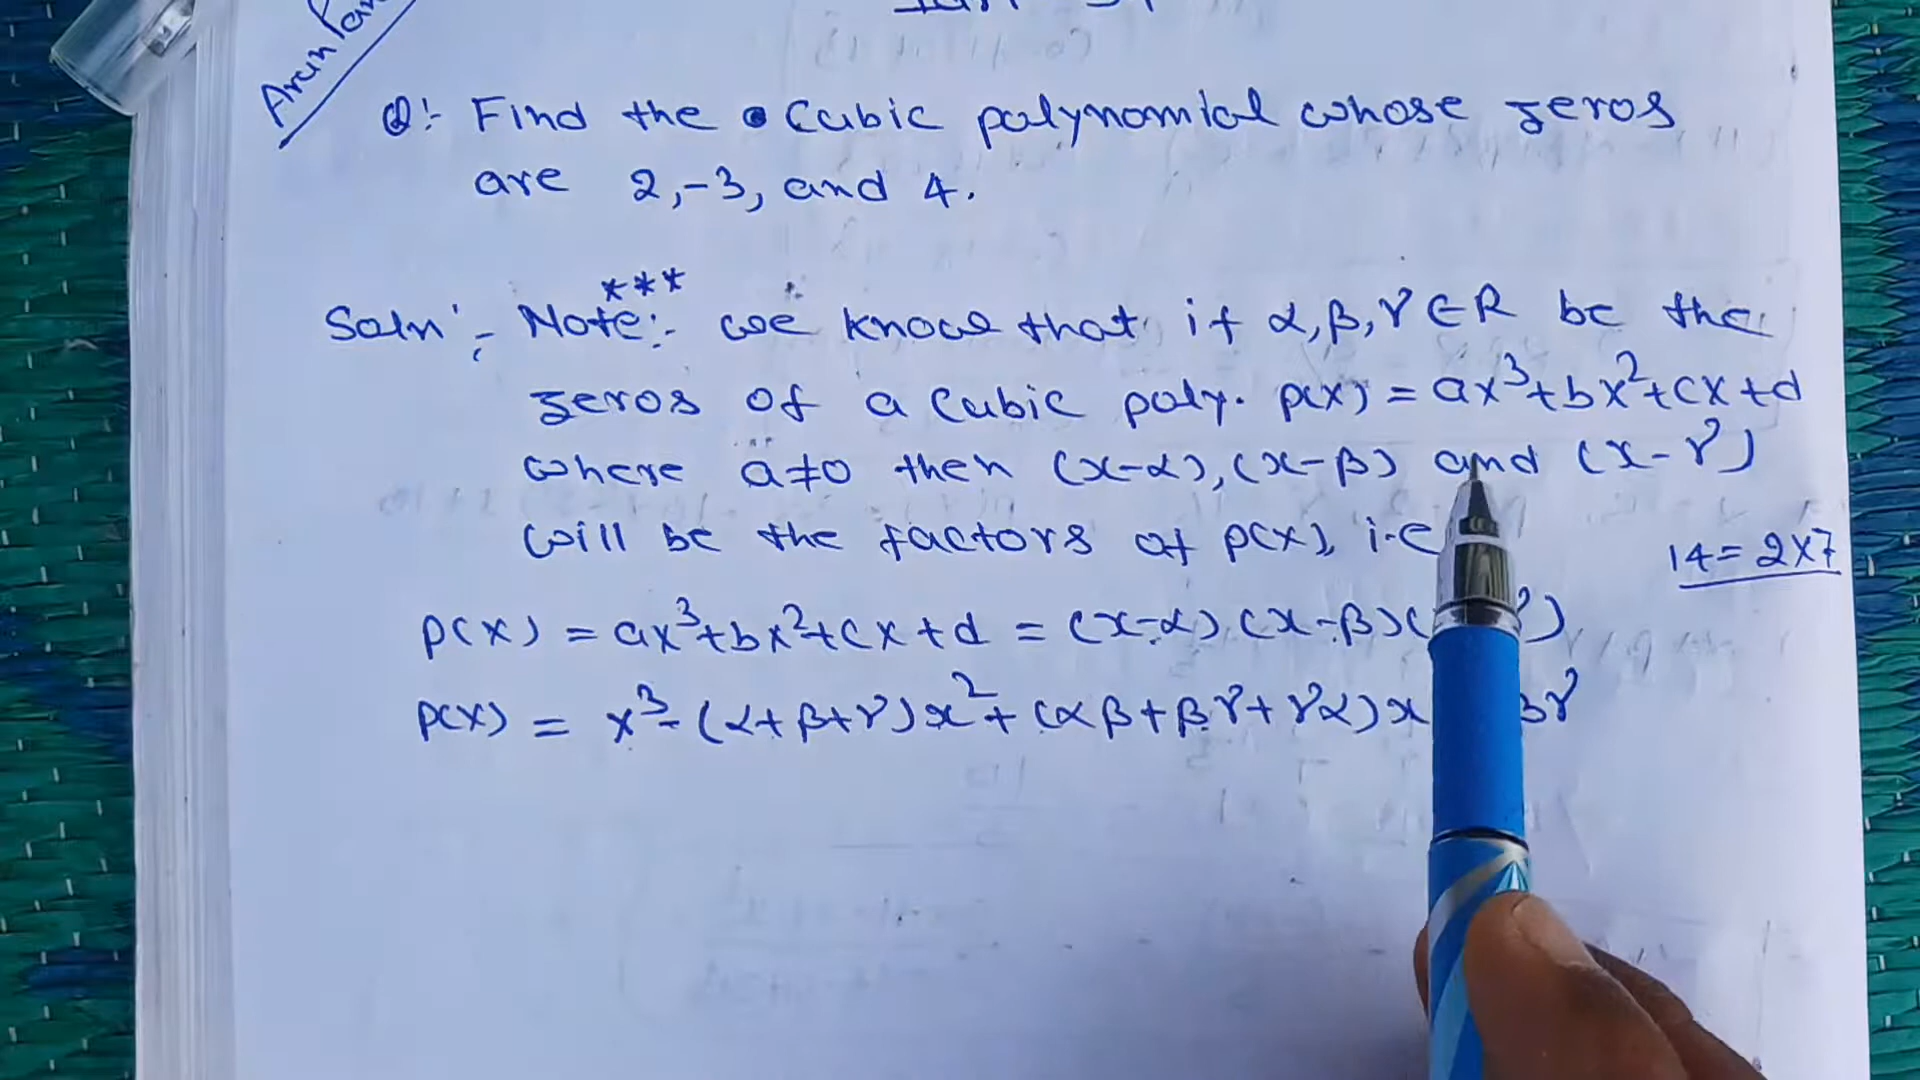 Q:- Find the Cubic polynomial whose zeros
are 2,-3, and 4.
***
Soln:- Note:- we know that if α,β,γ∈R be the
zeros of a cubic poly. p(x) = ax³+bx²+cx+d
where a≠0 then (x-α),(x-β) and (x-γ)
will be the factors of p(x), i.e
14=2x7
p(x) = ax³+bx²+cx+d = (x-α)(x-β)( γ)
p(x) = x³-(α+β+γ)x²+(αβ+βγ+γα)x βγ